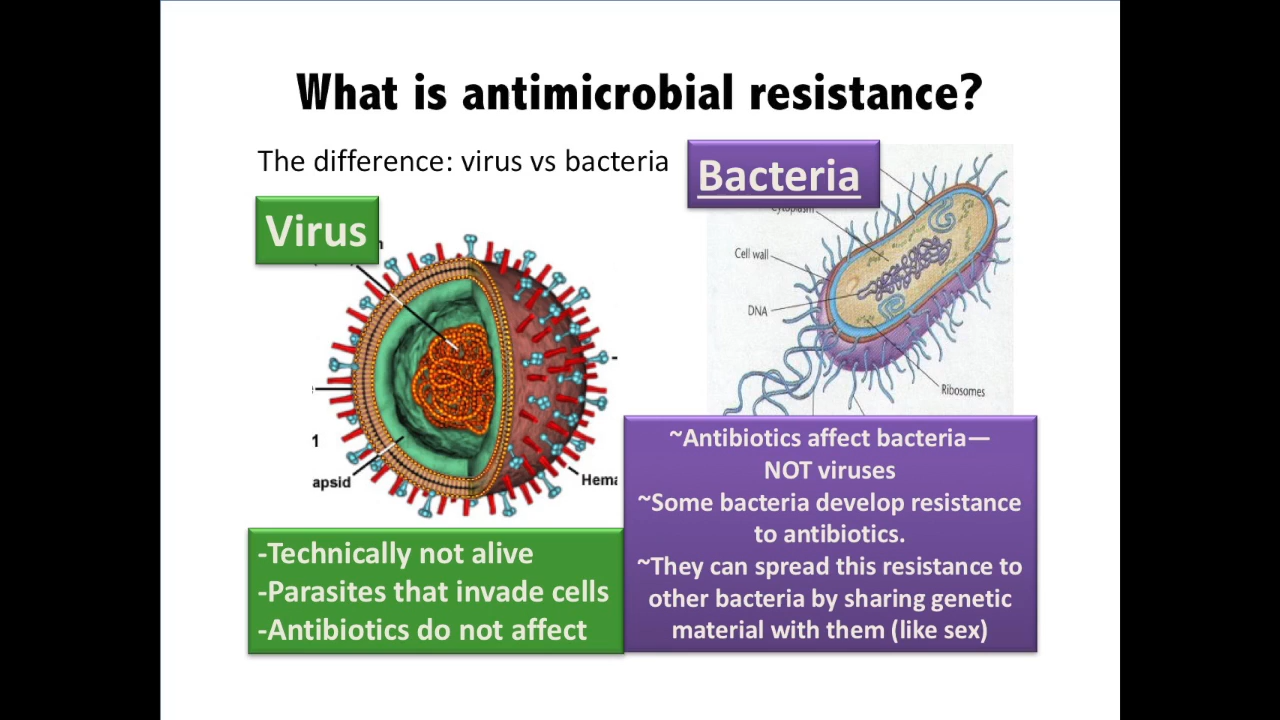 What is antimicrobial resistance?
The difference: virus vs bacteria
Virus
apsid
Hema
1
-Technically not alive
-Parasites that invade cells
-Antibiotics do not affect
Bacteria
Cytoplasm
Cell wall
DNA
Ribosomes
~Antibiotics affect bacteria—
NOT viruses
~Some bacteria develop resistance
to antibiotics.
~They can spread this resistance to
other bacteria by sharing genetic
material with them (like sex)